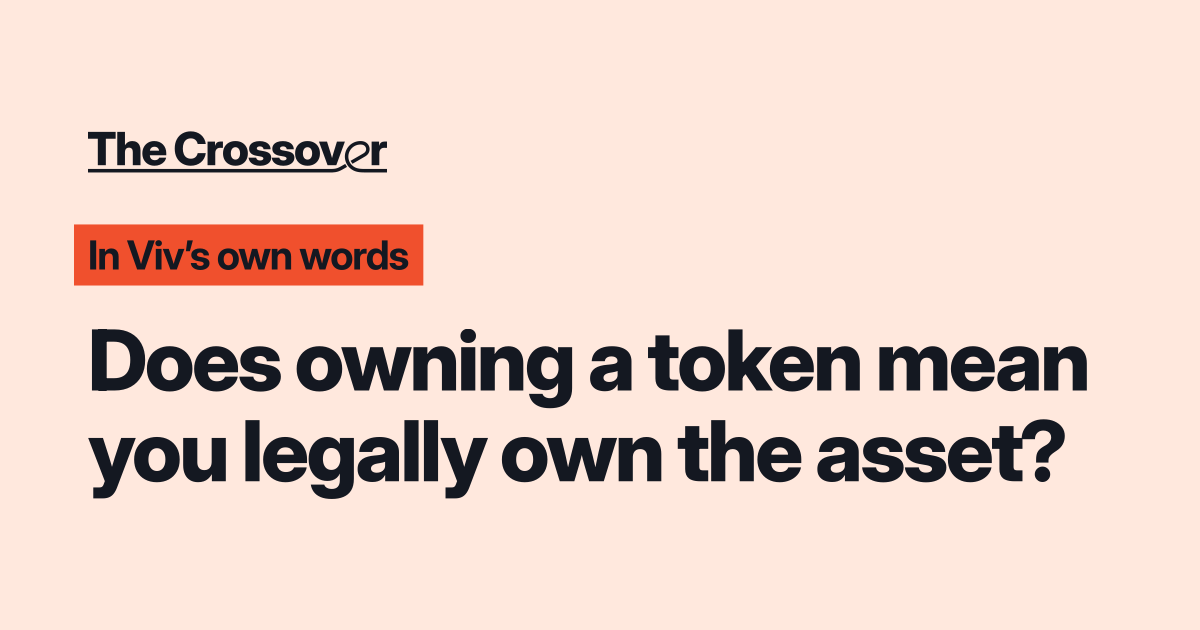 The Crossover
In Viv’s own words
Does owning a token mean
you legally own the asset?